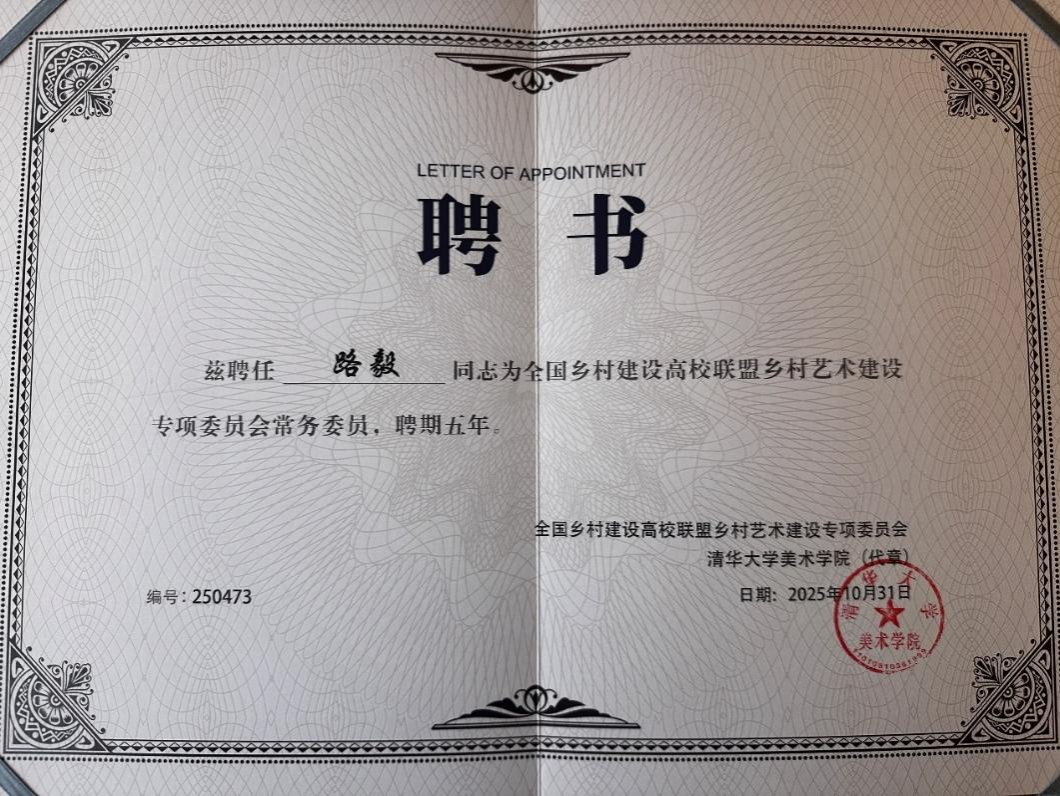 LETTER OF APPOINTMENT
聘 书
兹聘任 路毅 同志为全国乡村建设高校联盟乡村艺术建设
专项委员会常务委员，聘期五年。
全国乡村建设高校联盟乡村艺术建设专项委员会
清华大学美术学院（代章）
编号：250473
日期：2025年10月31日
清华大学
美术学院